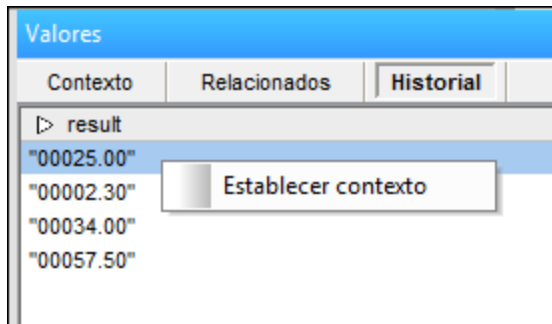 Valores
Contexto Relacionados Historial
result
"00025.00"
Establecer contexto
"00002.30"
"00034.00"
"00057.50"